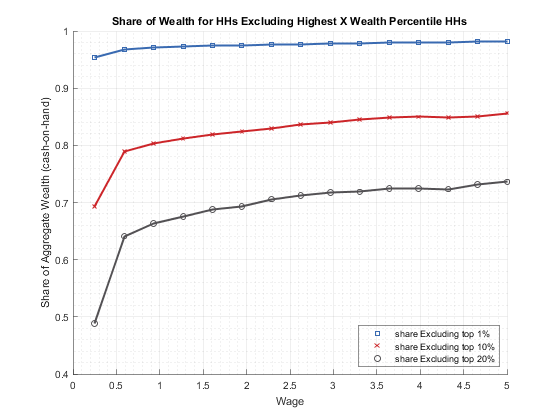 Share of Wealth for HHs Excluding Highest X Wealth Percentile HHs
1
0.9
0.8
0.7
0.6
0.5
0.4
Share of Aggregate Wealth (cash-on-hand)
share Excluding top 1%
share Excluding top 10%
share Excluding top 20%
0 0.5 1 1.5 2 2.5 3 3.5 4 4.5 5
Wage